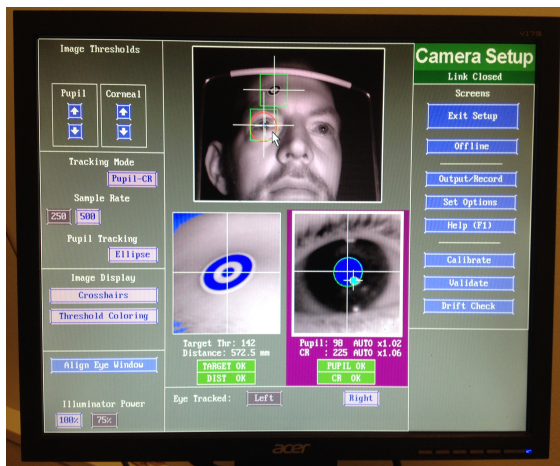 V173
Image Thresholds
Pupil
Corneal
Tracking Mode
Pupil-CR
Sample Rate
250 500
Pupil Tracking
Ellipse
Image Display
Crosshairs
Threshold Coloring
Align Eye Window
Illuminator Power
100% 75%
Target Thr: 142
Distance: 572.5 mm
TARGET OK
DIST OK
Pupil: 98 AUTO x1.02
CR : 225 AUTO x1.06
PUPIL OK
CR OK
Eye Tracked: Left Right
Camera Setup
Link Closed
Screens
Exit Setup
Offline
Output/Record
Set Options
Help (F1)
Calibrate
Validate
Drift Check
acer